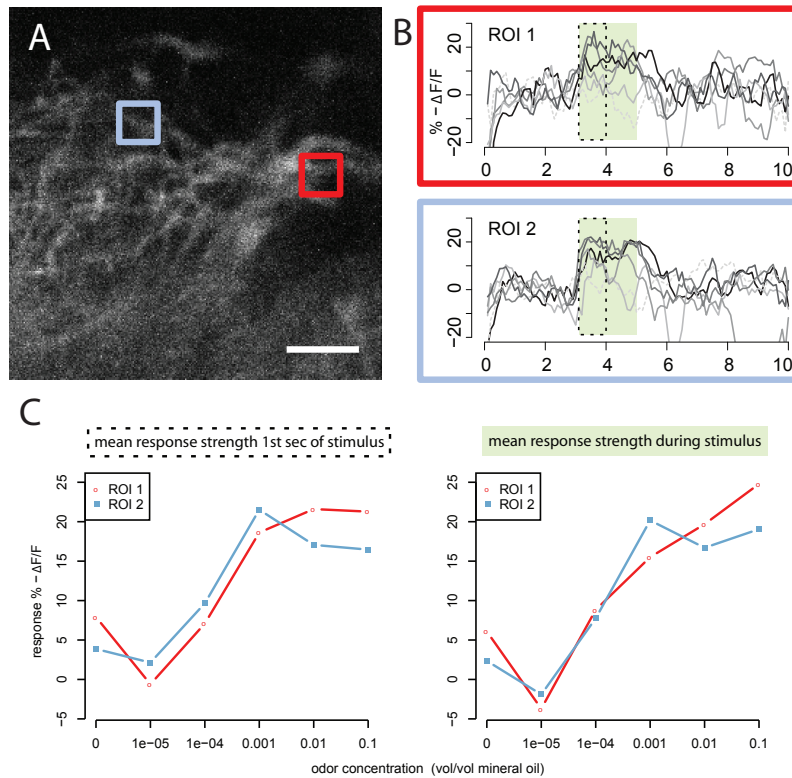 A
B
ROI 1
% – ΔF/F
20
0
−20
0 2 4 6 8 10
ROI 2
20
0
−20
0 2 4 6 8 10
C
mean response strength 1st sec of stimulus
mean response strength during stimulus
response % – ΔF/F
25
20
15
10
5
0
−5
ROI 1
ROI 2
0 1e−05 1e−04 0.001 0.01 0.1
25
20
15
10
5
0
−5
ROI 1
ROI 2
0 1e−05 1e−04 0.001 0.01 0.1
odor concentration (vol/vol mineral oil)